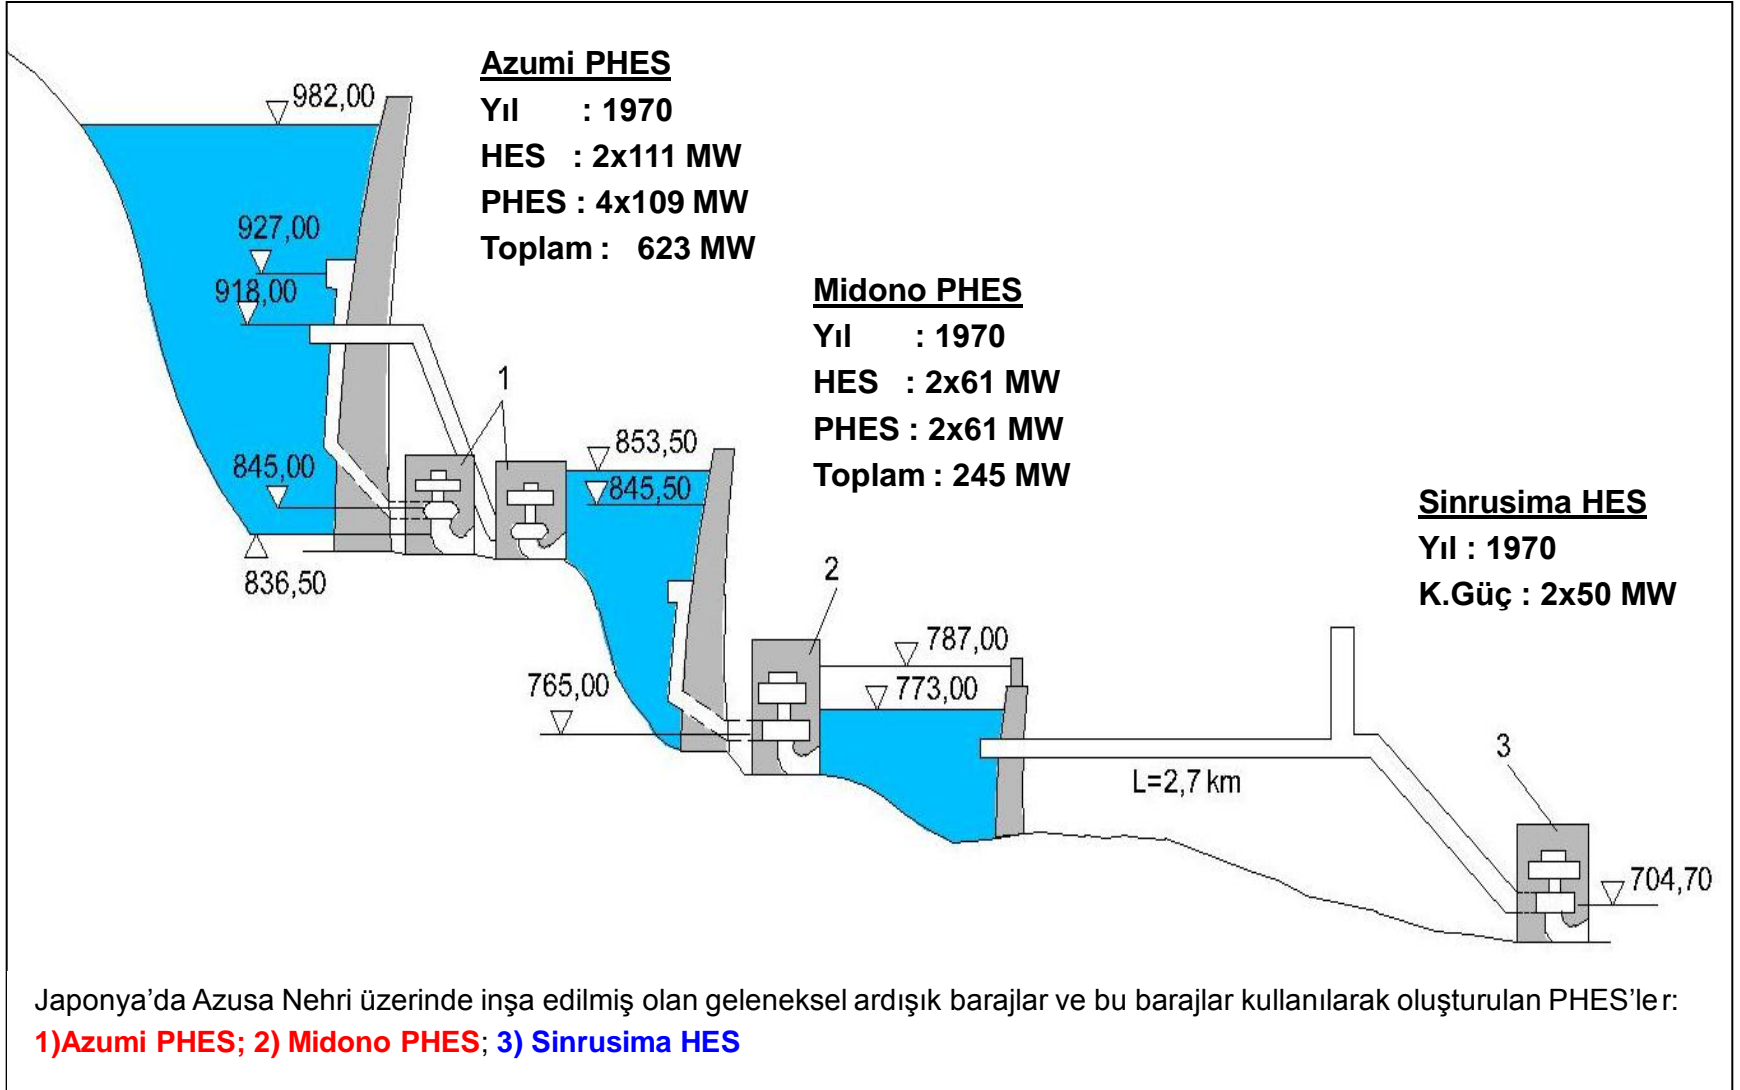 Azumi PHES
Yıl : 1970
HES : 2x111 MW
PHES : 4x109 MW
Toplam : 623 MW
982,00
927,00
918,00
845,00
836,50
1
Midono PHES
Yıl : 1970
HES : 2x61 MW
PHES : 2x61 MW
Toplam : 245 MW
853,50
845,50
2
765,00
787,00
773,00
Sinrusima HES
Yıl : 1970
K.Güç : 2x50 MW
L=2,7 km
3
704,70
Japonya’da Azusa Nehri üzerinde inşa edilmiş olan geleneksel ardışık barajlar ve bu barajlar kullanılarak oluşturulan PHES’ler:
1)Azumi PHES; 2) Midono PHES; 3) Sinrusima HES